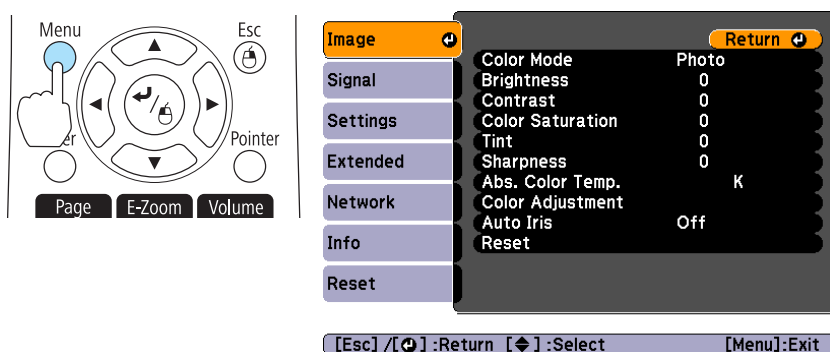 Menu
Esc
er
Pointer
Page E-Zoom Volume
Image
Signal
Settings
Extended
Network
Info
Reset
Return
Color Mode Photo
Brightness 0
Contrast 0
Color Saturation 0
Tint 0
Sharpness 0
Abs. Color Temp. K
Color Adjustment
Auto Iris Off
Reset
[Esc] /[ ] :Return [ ] :Select [Menu]:Exit